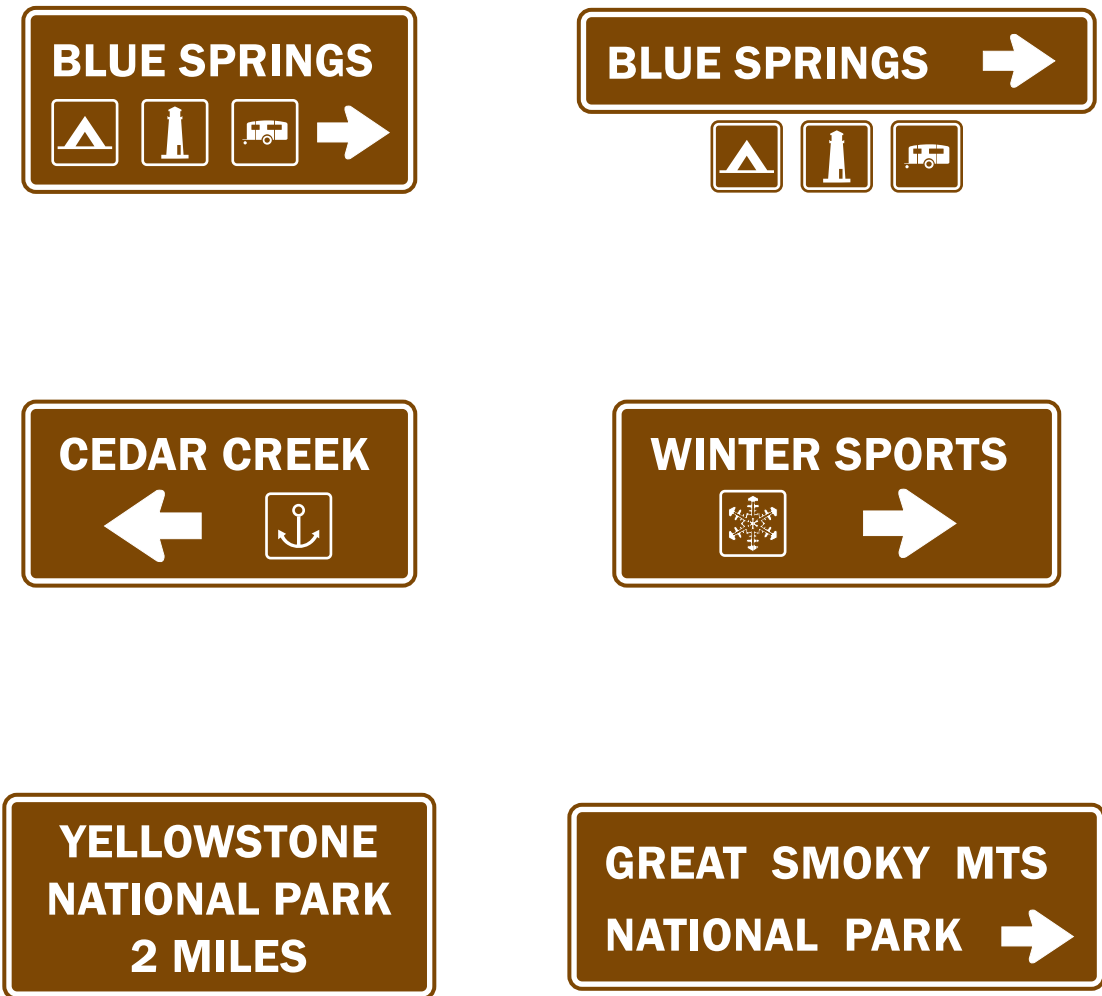 BLUE SPRINGS
BLUE SPRINGS
CEDAR CREEK
WINTER SPORTS
YELLOWSTONE
NATIONAL PARK
2 MILES
GREAT SMOKY MTS
NATIONAL PARK